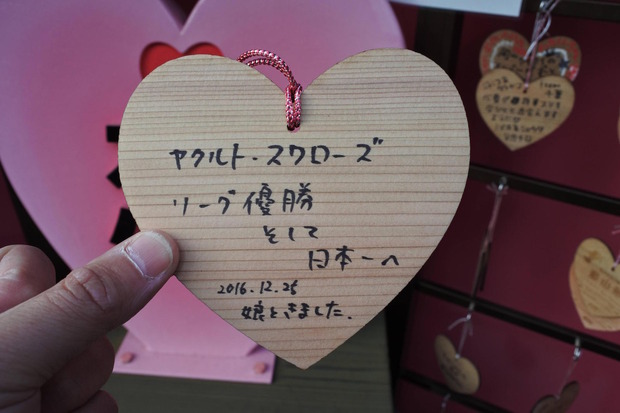 ヤクルト・スワローズ
リーグ優勝
そして
日本一へ
2016.12.26
娘ときました.